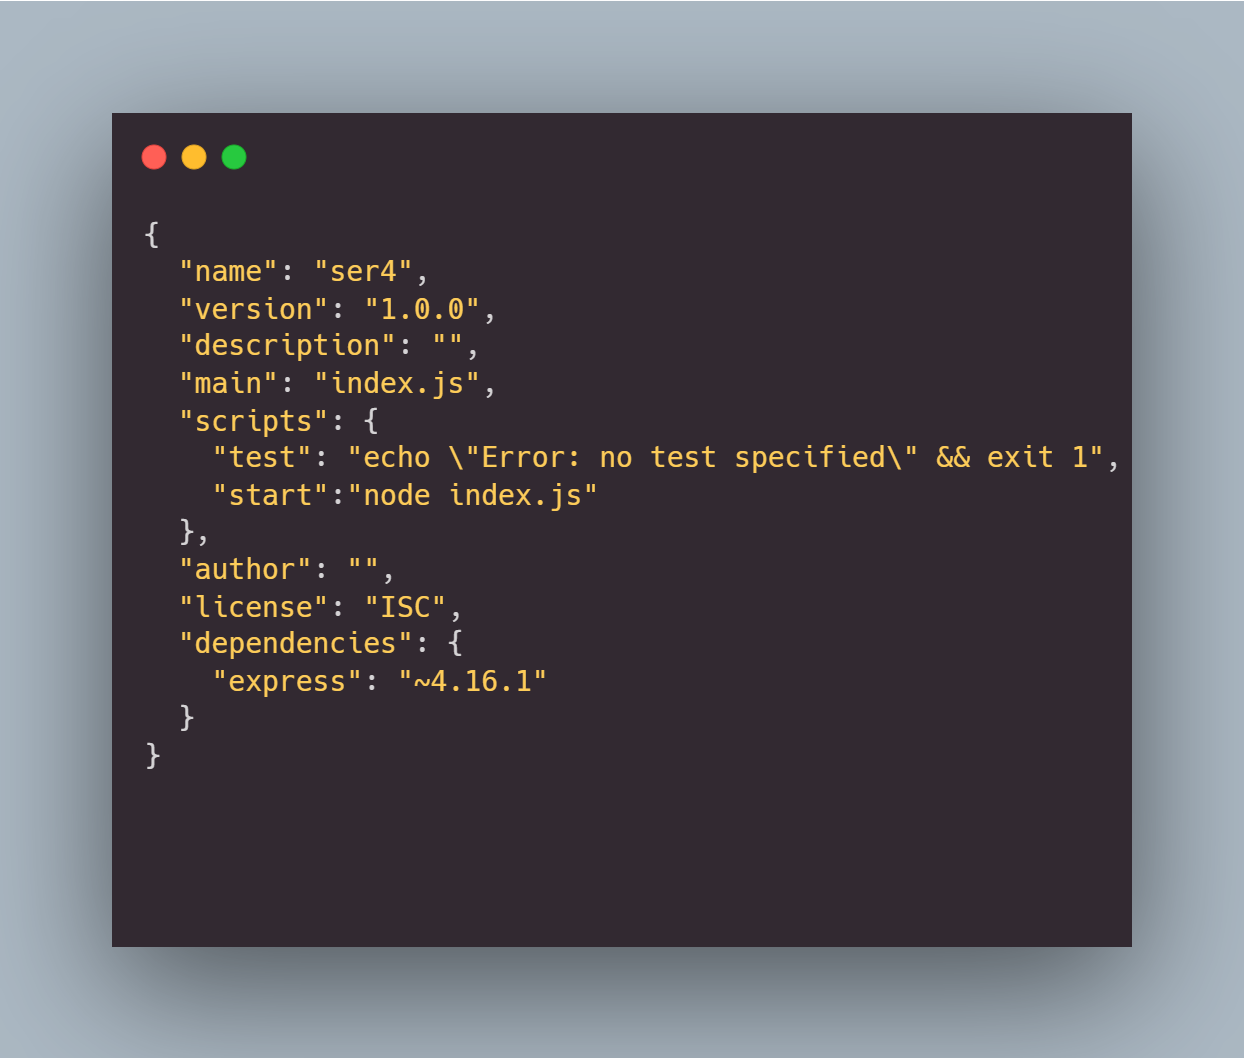 {
  "name": "ser4",
  "version": "1.0.0",
  "description": "",
  "main": "index.js",
  "scripts": {
    "test": "echo \"Error: no test specified\" && exit 1",
    "start":"node index.js"
  },
  "author": "",
  "license": "ISC",
  "dependencies": {
    "express": "~4.16.1"
  }
}